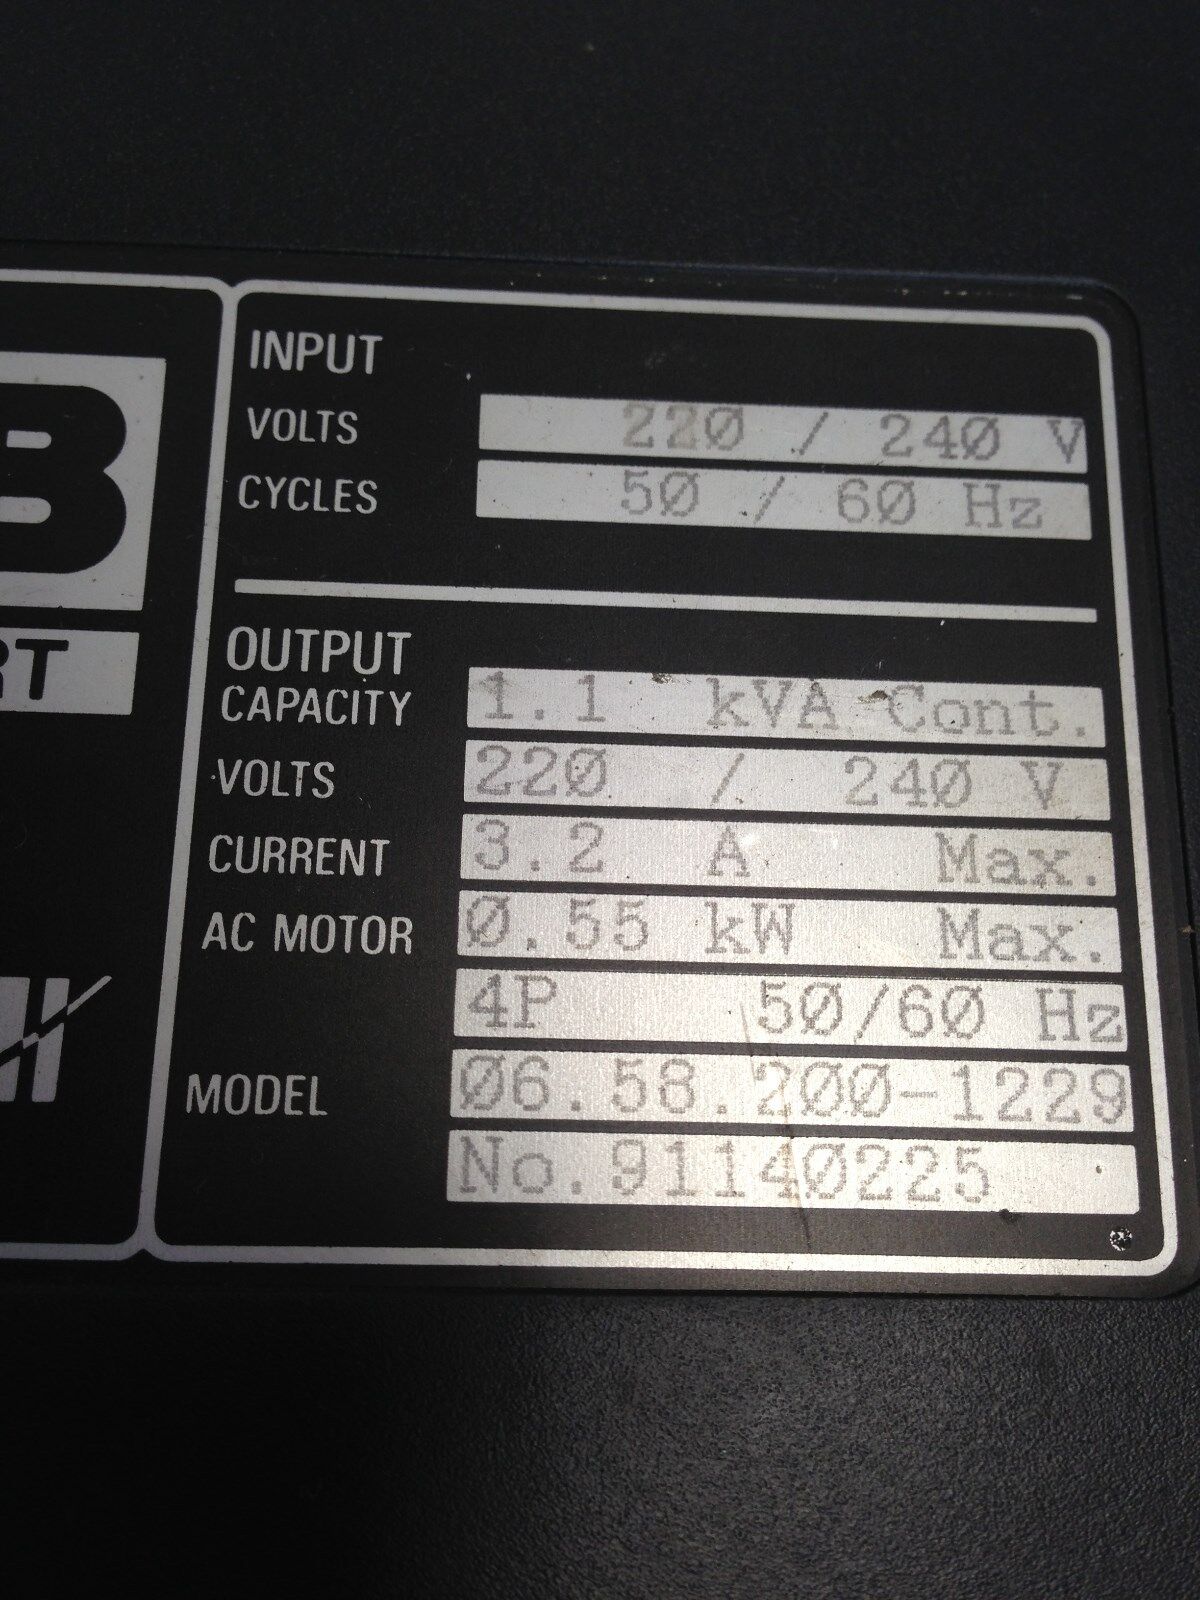 B
RT
INPUT
VOLTS 220 / 240 V
CYCLES 50 / 60 Hz
OUTPUT
CAPACITY 1.1 kVA Cont.
VOLTS 220 / 240 V
CURRENT 3.2 A Max.
AC MOTOR 0.55 kW Max.
4P 50/60 Hz
MODEL 06.58.200-1229
No.91140225